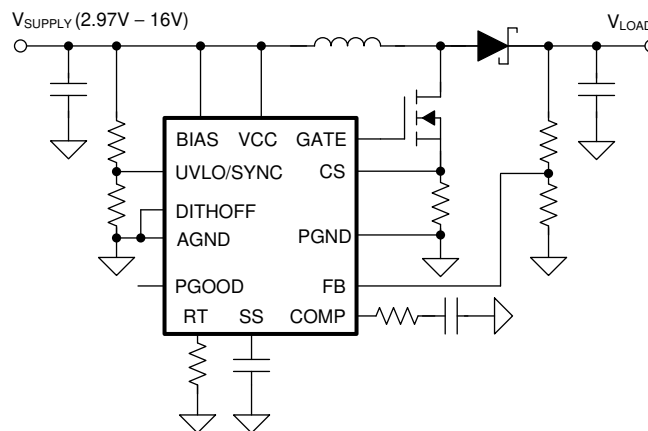 VSUPPLY (2.97V – 16V)
VLOAD
BIAS VCC GATE
UVLO/SYNC CS
DITHOFF
AGND PGND
PGOOD FB
RT SS COMP